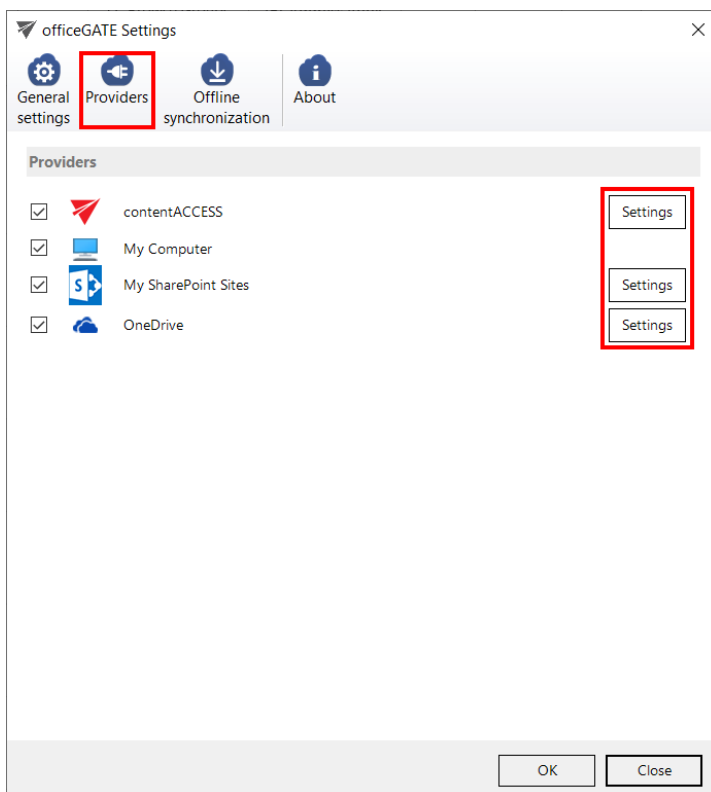 officeGATE Settings
General
settings
Providers
Offline
synchronization
About
Providers
contentACCESS
Settings
My Computer
My SharePoint Sites
Settings
OneDrive
Settings
OK
Close